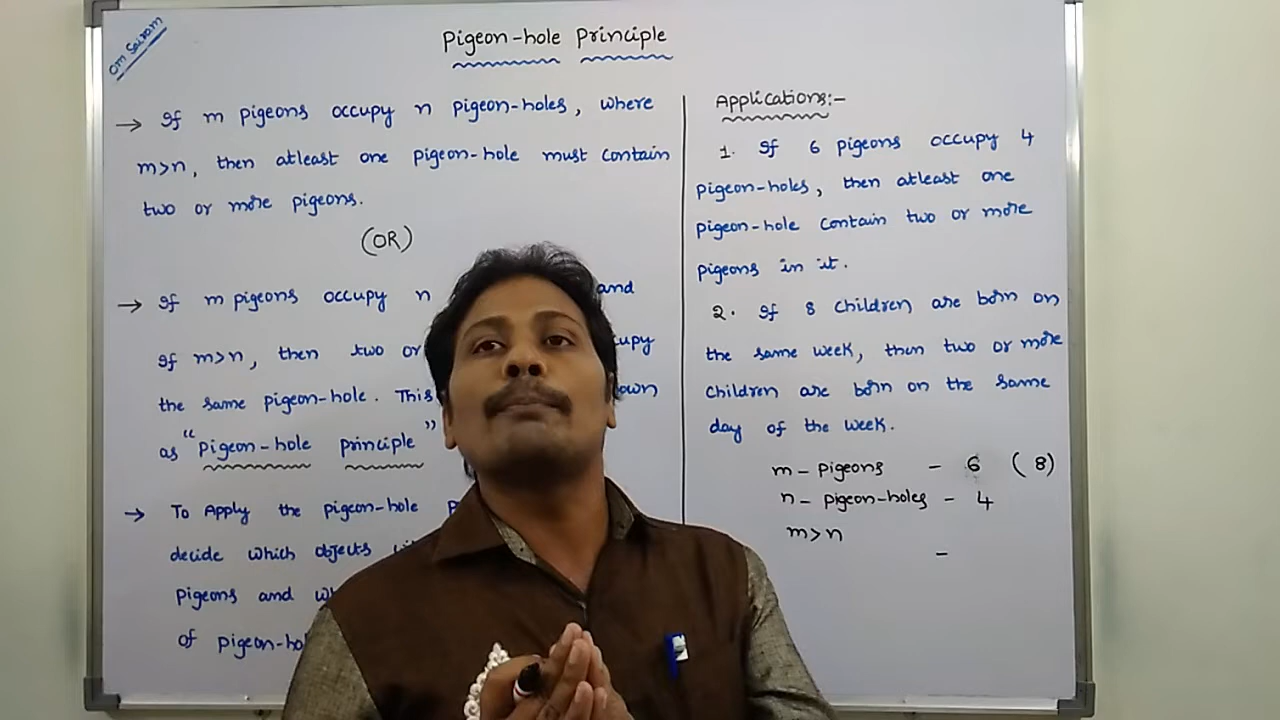 Om Sairam
Pigeon-hole Principle
→ If m pigeons occupy n pigeon-holes, where
m>n, then atleast one pigeon-hole must contain
two or more pigeons.
(OR)
→ If m pigeons occupy n and
If m>n, then two or
the same pigeon-hole. This
as "pigeon-hole principle"
→ To Apply the pigeon-hole
decide which objects
pigeons and
of
Applications:-
1. If 6 pigeons occupy 4
pigeon-holes, then atleast one
pigeon-hole contain two or more
pigeons in it.
2. If 8 children are born on
the same week, then two or more
children are born on the same
day of the week.
m - pigeons - 6 (8)
n - pigeon-holes - 4
m>n
-